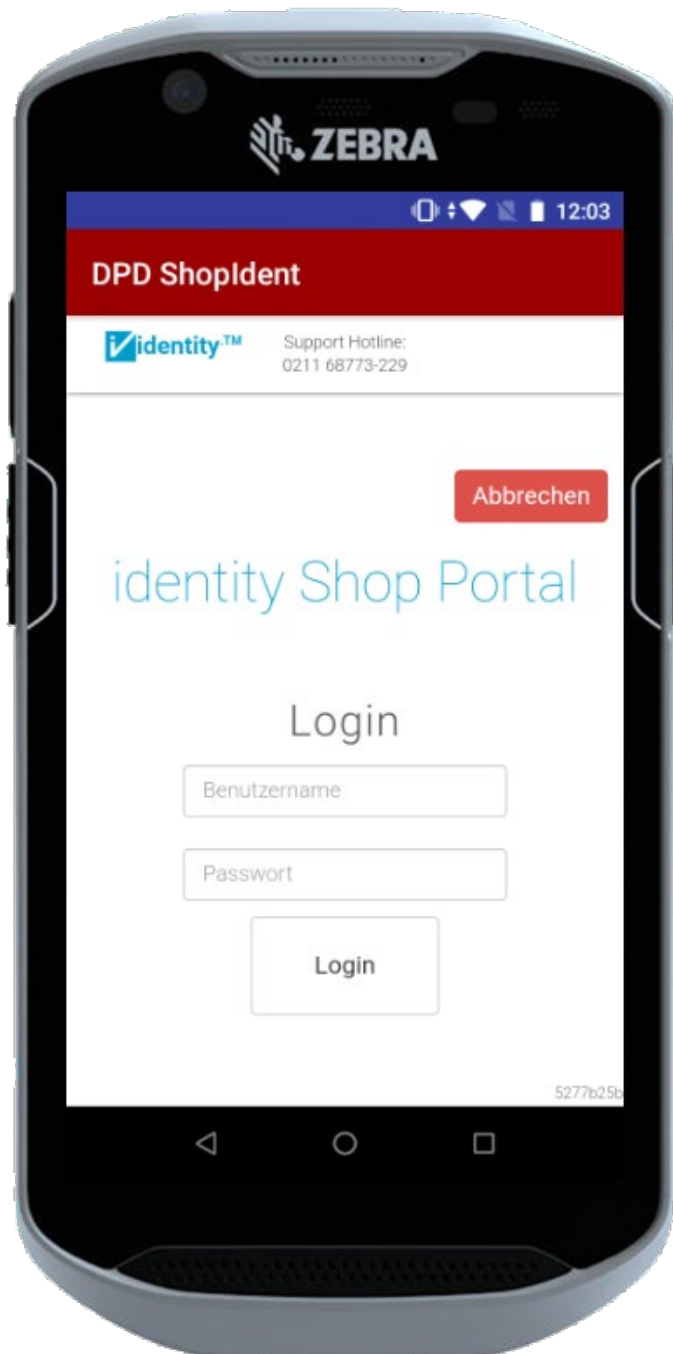 ZEBRA
12:03
DPD ShopIdent
identity™
Support Hotline:
0211 68773-229
Abbrechen
identity Shop Portal
Login
Benutzername
Passwort
Login
5277b25b